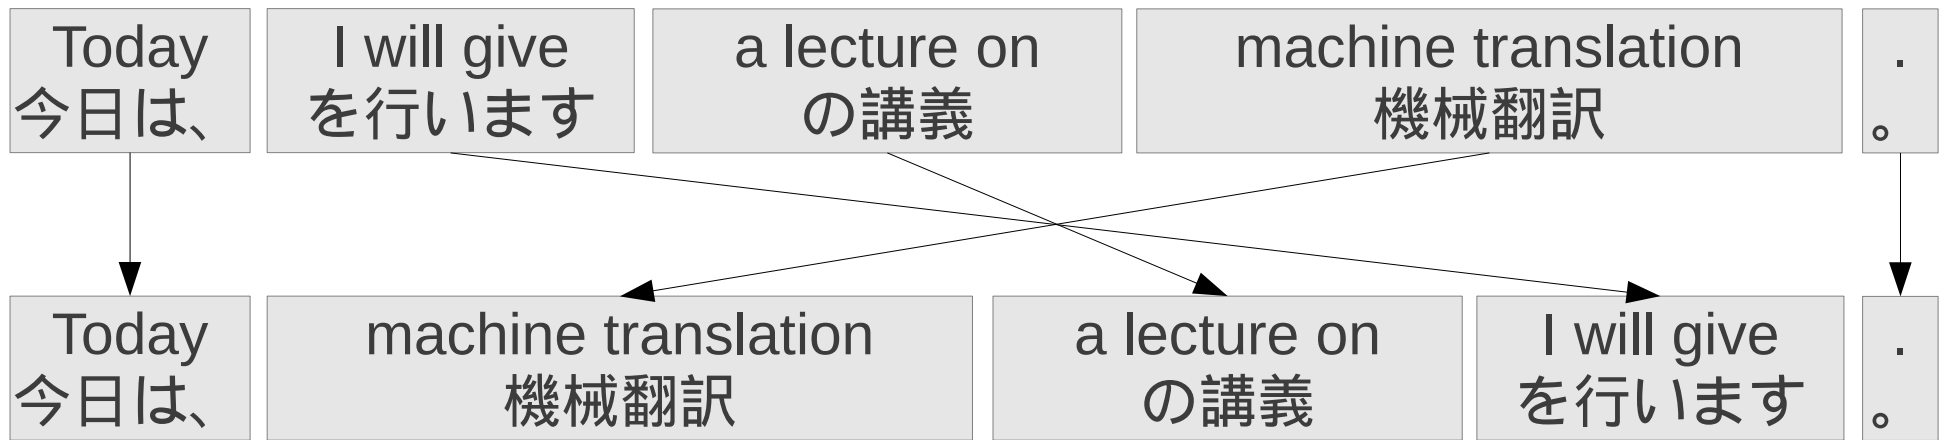 Today
今日は、
I will give
を行います
a lecture on
の講義
machine translation
機械翻訳
.
。
Today
今日は、
machine translation
機械翻訳
a lecture on
の講義
I will give
を行います
.
。